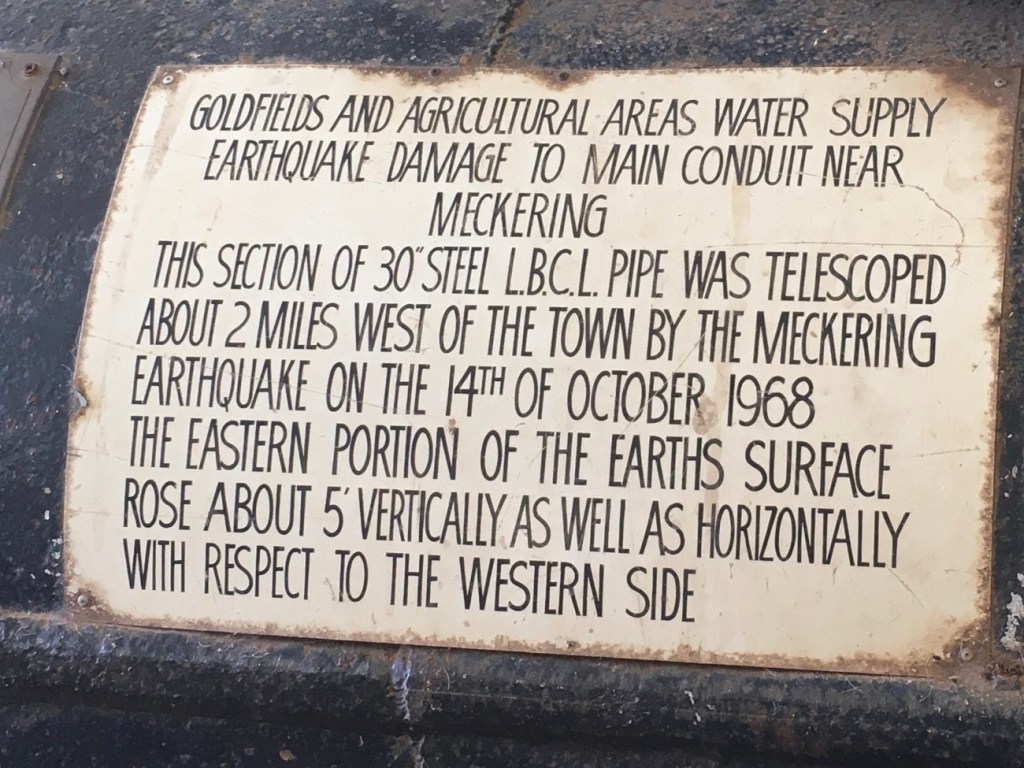 GOLDFIELDS AND AGRICULTURAL AREAS WATER SUPPLY
EARTHQUAKE DAMAGE TO MAIN CONDUIT NEAR
MECKERING
THIS SECTION OF 30" STEEL L.B.C.L. PIPE WAS TELESCOPED
ABOUT 2 MILES WEST OF THE TOWN BY THE MECKERING
EARTHQUAKE ON THE 14TH OF OCTOBER 1968
THE EASTERN PORTION OF THE EARTHS SURFACE
ROSE ABOUT 5' VERTICALLY AS WELL AS HORIZONTALLY
WITH RESPECT TO THE WESTERN SIDE